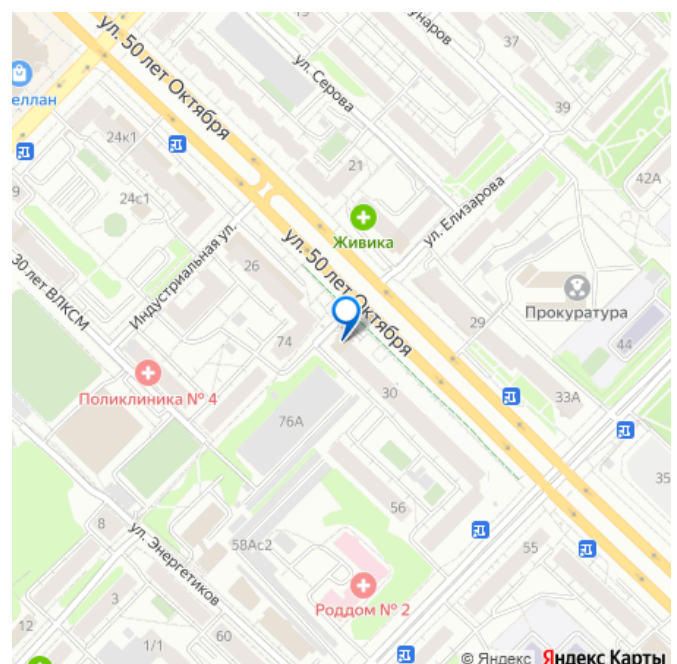 унаров
37
ул. 50 лет Октября
ул. Серова
еллан
39
24к1
21
42А
9
24с1
Живика
ул. Елизарова
Индустриальная ул.
ул. 50 лет Октября
26
30 лет ВЛКСМ
Прокуратура
29
44
74
Поликлиника № 4
30
33А
76А
35
56
8
ул. Энергетиков
58Ас2
55
3
Роддом № 2
12
1/1
60
© Яндекс Яндекс Карты